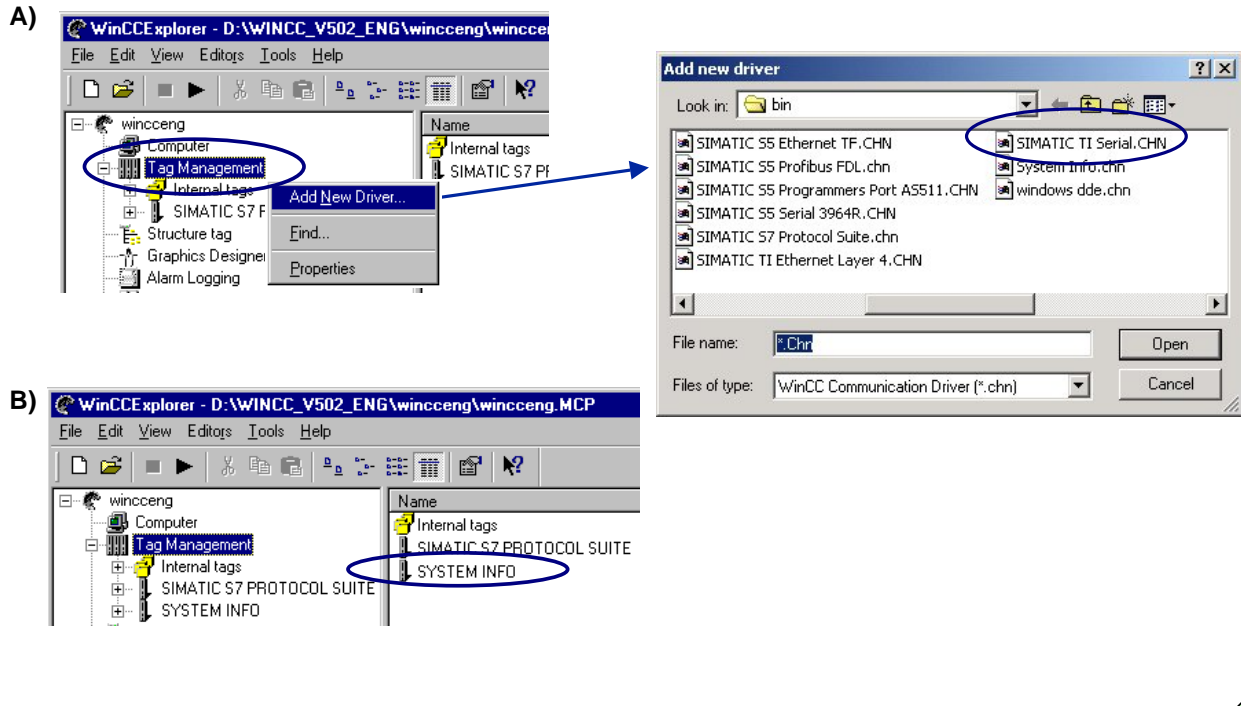 A)
WinCCExplorer - D:\WINCC_V502_ENG\wincceng\wincce
File Edit View Editors Tools Help
wincceng
Computer
Tag Management
Internal tags
SIMATIC S7 P
Structure tag
Graphics Designer
Alarm Logging
Name
Internal tags
SIMATIC S7 PF
Add New Driver...
Find...
Properties
Add new driver
Look in: bin
SIMATIC S5 Ethernet TF.CHN
SIMATIC S5 Profibus FDL.chn
SIMATIC S5 Programmers Port AS511.CHN
SIMATIC S5 Serial 3964R.CHN
SIMATIC S7 Protocol Suite.chn
SIMATIC TI Ethernet Layer 4.CHN
SIMATIC TI Serial.CHN
System Info.chn
windows dde.chn
File name: *.Chn
Open
Files of type: WinCC Communication Driver (*.chn)
Cancel
B)
WinCCExplorer - D:\WINCC_V502_ENG\wincceng\wincceng.MCP
File Edit View Editors Tools Help
wincceng
Computer
Tag Management
Internal tags
SIMATIC S7 PROTOCOL SUITE
SYSTEM INFO
Name
Internal tags
SIMATIC S7 PROTOCOL SUITE
SYSTEM INFO